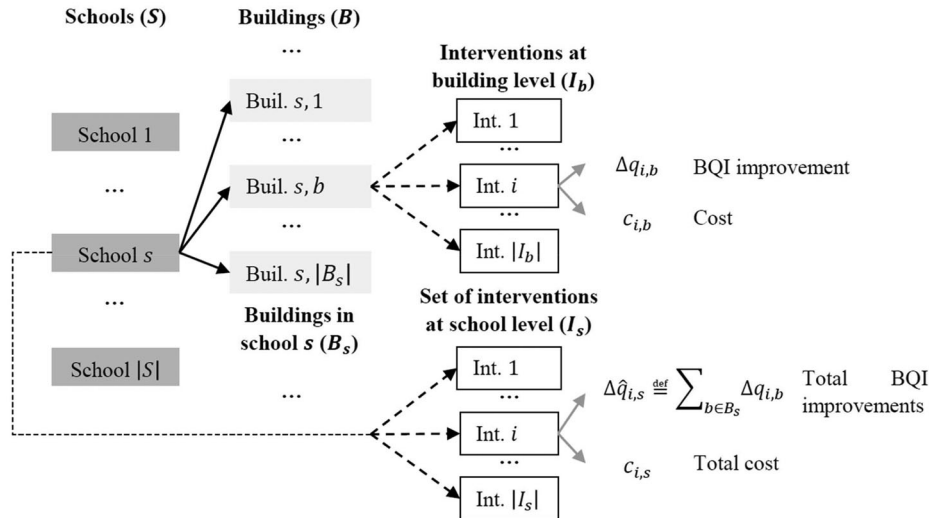 Schools (S)
School 1
...
School s
...
School |S|
Buildings (B)
...
Buil. s, 1
...
Buil. s, b
...
Buil. s, |B_s|
Buildings in
school s (B_s)
...
Interventions at
building level (I_b)
Int. 1
...
Int. i
...
Int. |I_b|
Δq_{i,b} BQI improvement
c_{i,b} Cost
Set of interventions
at school level (I_s)
Int. 1
...
Int. i
...
Int. |I_s|
Δq̂_{i,s} ≝ ∑_{b∈B_s} Δq_{i,b} Total BQI
improvements
c_{i,s} Total cost